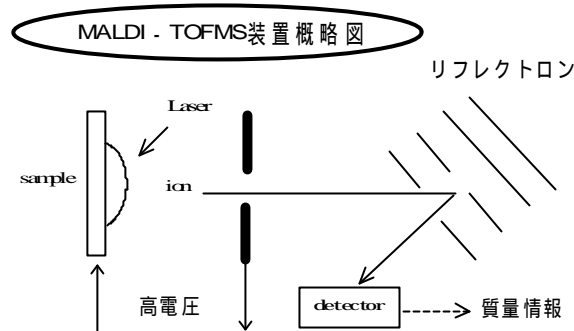 MALDI - TOFMS装置概略図
リフレクトロン
Laser
sample
ion
高電圧
detector
質量情報